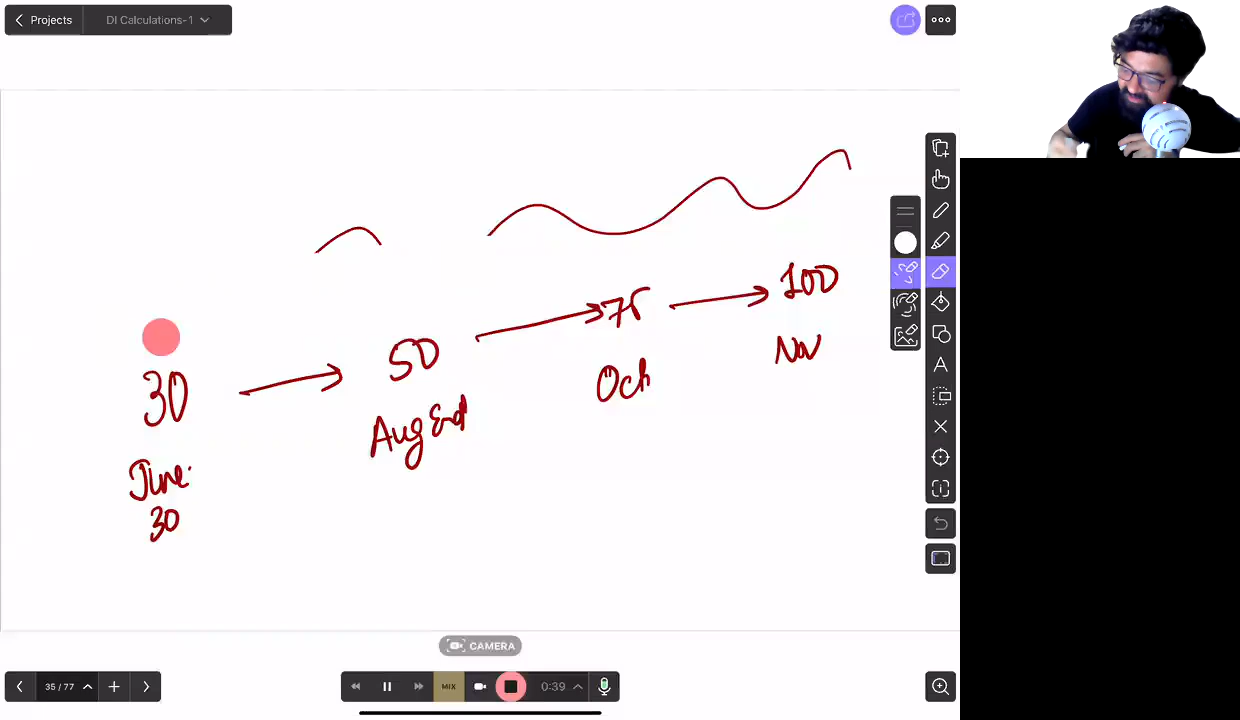 Projects
DI Calculations-1
30
50
75
100
June
30
Aug End
Oct
Nov
A
CAMERA
35 / 77
MIX
0:39